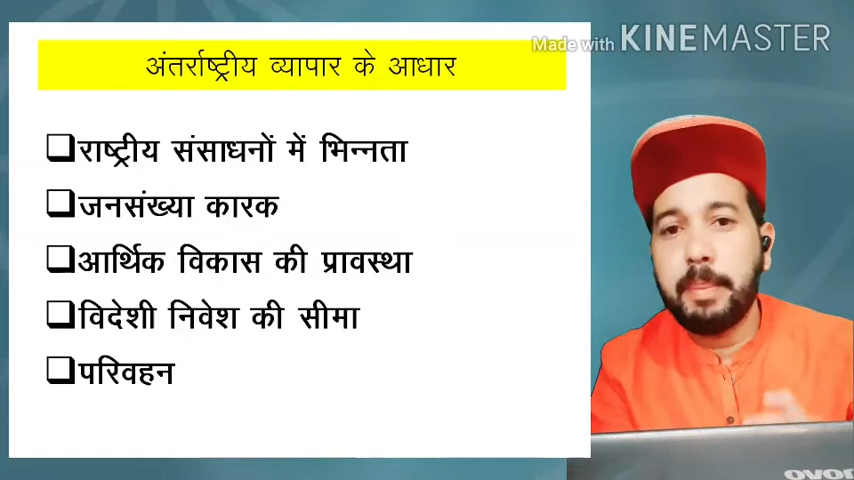 अंतर्राष्ट्रीय व्यापार के आधार
Made with KINEMASTER
❑राष्ट्रीय संसाधनों में भिन्नता
❑जनसंख्या कारक
❑आर्थिक विकास की प्रावस्था
❑विदेशी निवेश की सीमा
❑परिवहन